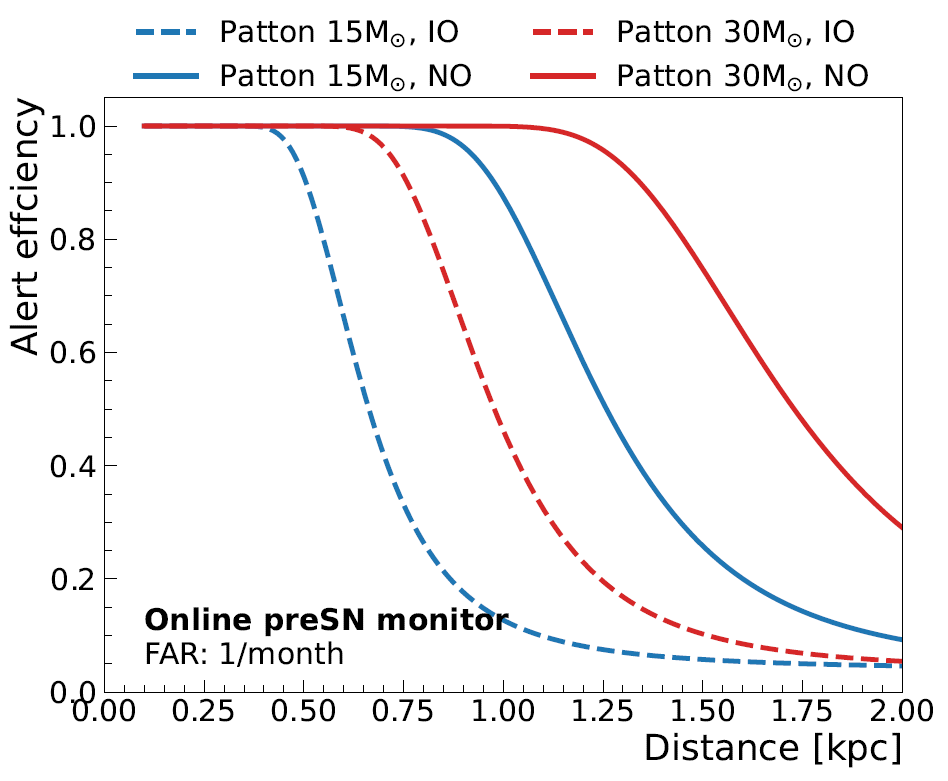 Patton 15M☉, IO
Patton 30M☉, IO
Patton 15M☉, NO
Patton 30M☉, NO
Alert effciency
1.0
0.8
0.6
0.4
0.2
0.0
Online preSN monitor
FAR: 1/month
0.00 0.25 0.50 0.75 1.00 1.25 1.50 1.75 2.00
Distance [kpc]